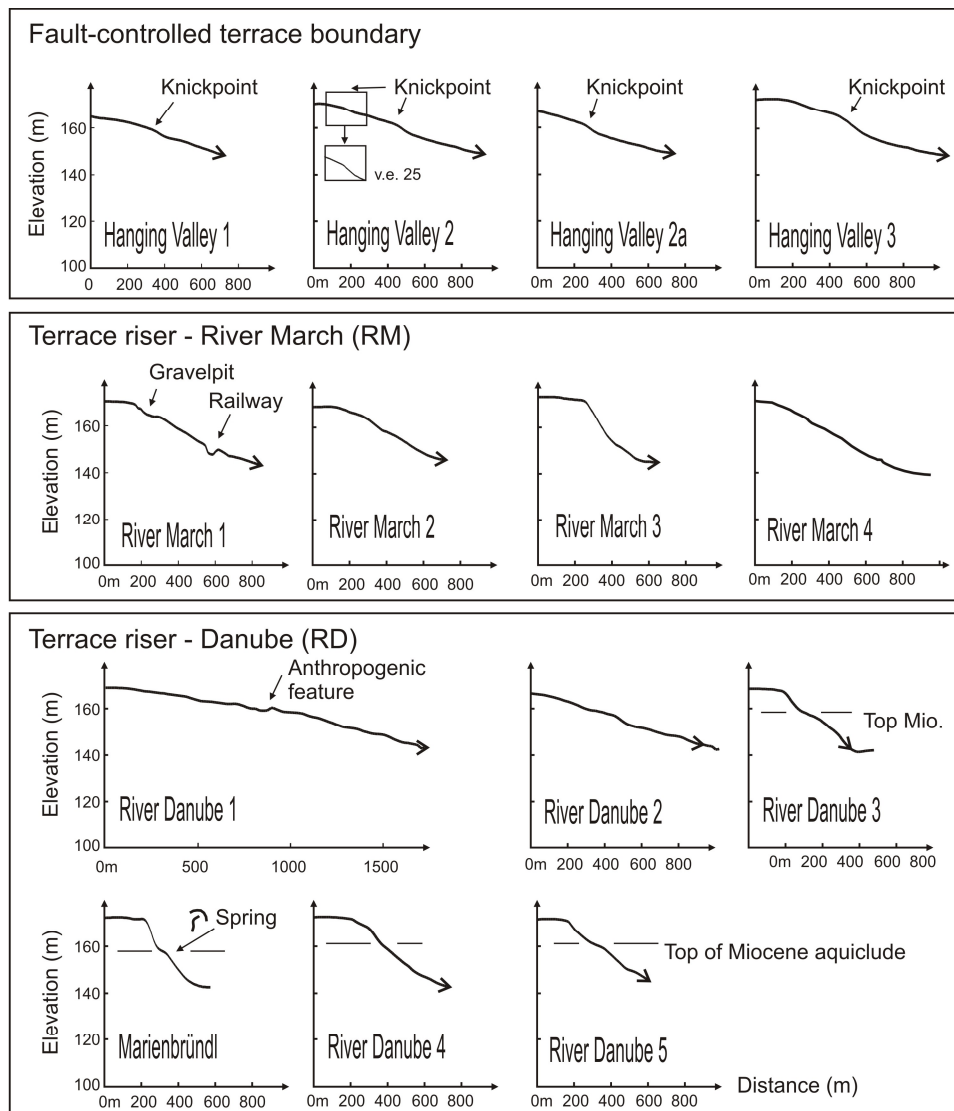 Fault-controlled terrace boundary
Knickpoint
Knickpoint
Knickpoint
Knickpoint
Elevation (m)
160
140
120
100
v.e. 25
Hanging Valley 1
Hanging Valley 2
Hanging Valley 2a
Hanging Valley 3
0 200 400 600 800
0m 200 400 600 800
0m 200 400 600 800
0m 200 400 600 800
Terrace riser - River March (RM)
Gravelpit
Railway
Elevation (m)
160
140
120
100
River March 1
River March 2
River March 3
River March 4
0m 200 400 600 800
0m 200 400 600 800
0m 200 400 600 800
0m 200 400 600 800
Terrace riser - Danube (RD)
Anthropogenic
feature
Elevation (m)
160
140
120
100
Top Mio.
River Danube 1
River Danube 2
River Danube 3
0m 500 1000 1500
0m 200 400 600 800
0m 200 400 600 800
Spring
Elevation (m)
160
140
120
100
Top of Miocene aquiclude
Marienbründl
River Danube 4
River Danube 5
0m 200 400 600 800
0m 200 400 600 800
0m 200 400 600 800
Distance (m)